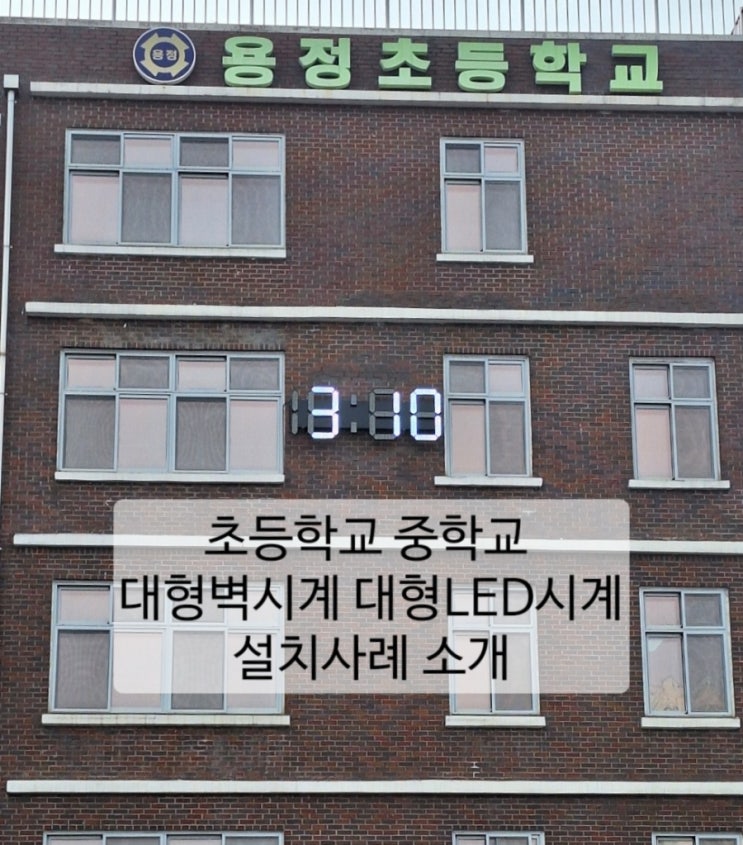 용정 용정초등학교
3:10
초등학교 중학교
대형벽시계 대형LED시계
설치사례 소개